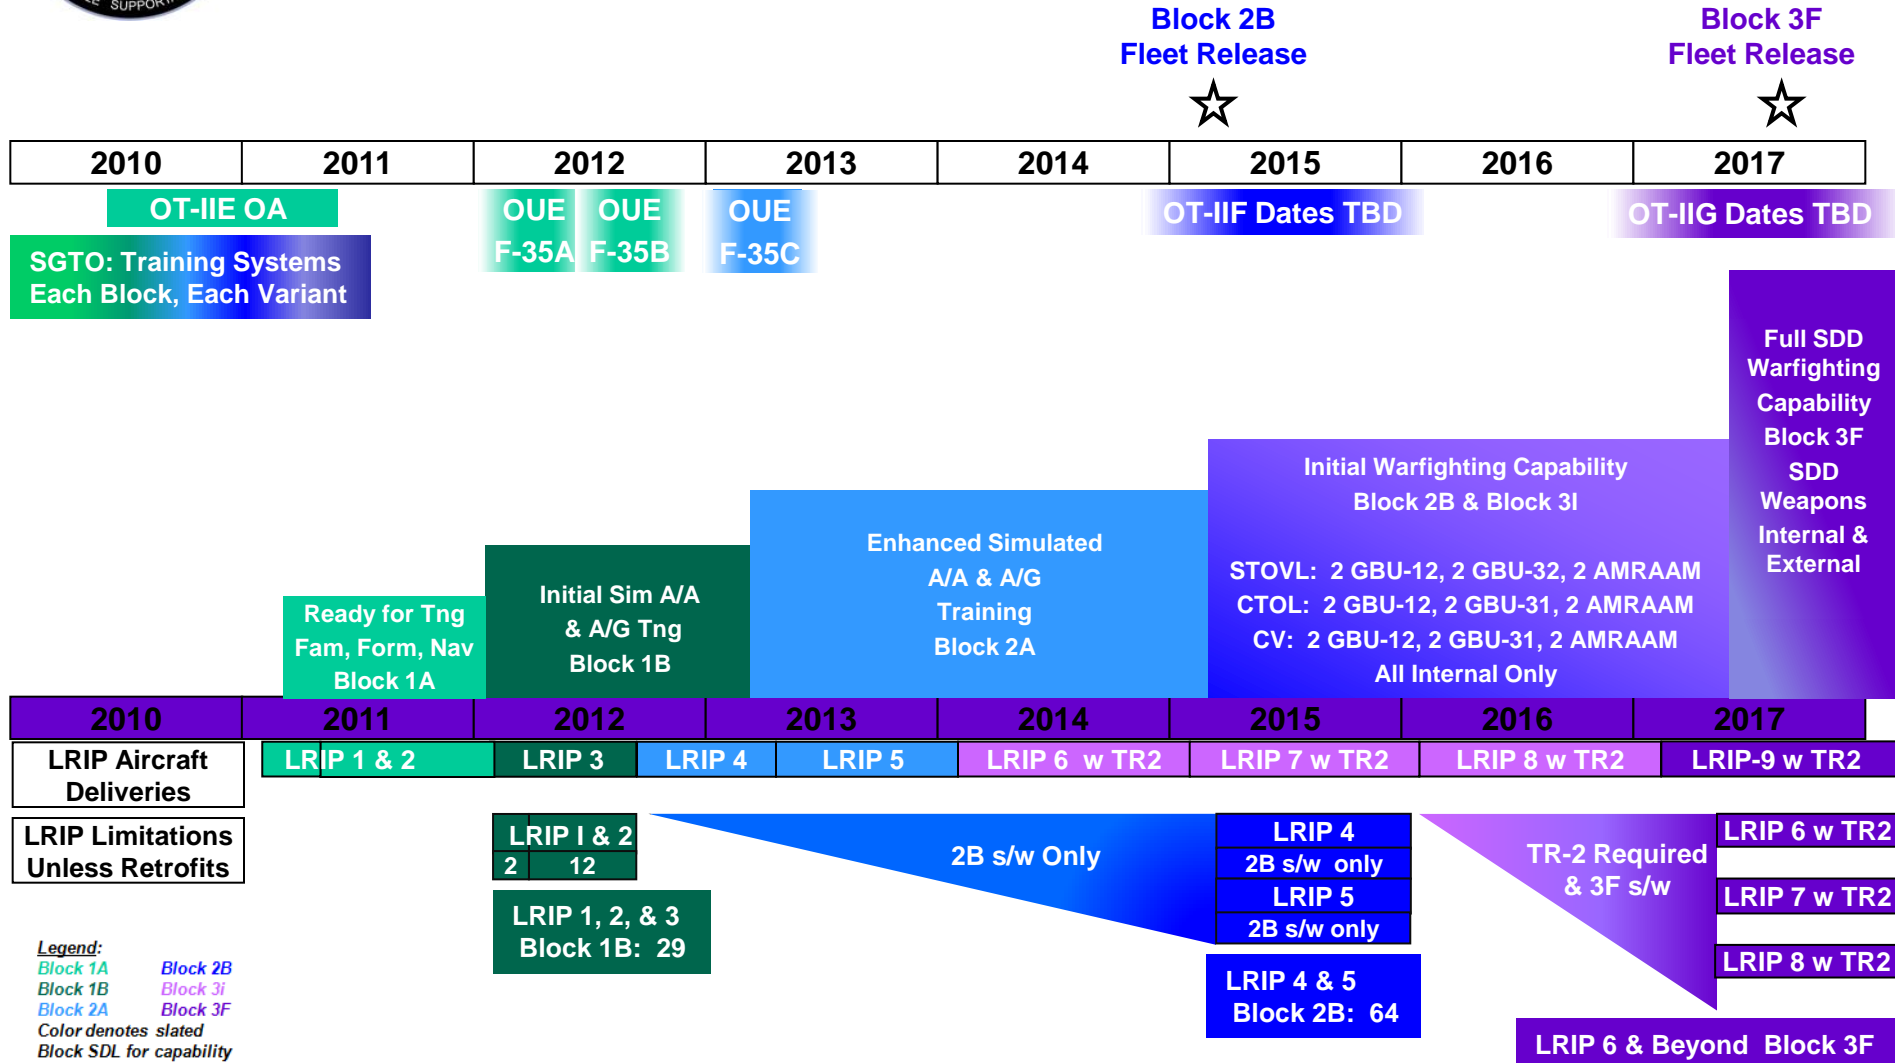 LE SUPPORT
Block 2B
Fleet Release
Block 3F
Fleet Release
2010 2011 2012 2013 2014 2015 2016 2017
OT-IIE OA
OUE
F-35A
OUE
F-35B
OUE
F-35C
OT-IIF Dates TBD
OT-IIG Dates TBD
SGTO: Training Systems
Each Block, Each Variant
Ready for Tng
Fam, Form, Nav
Block 1A
Initial Sim A/A
& A/G Tng
Block 1B
Enhanced Simulated
A/A & A/G
Training
Block 2A
Initial Warfighting Capability
Block 2B & Block 3I
STOVL: 2 GBU-12, 2 GBU-32, 2 AMRAAM
CTOL: 2 GBU-12, 2 GBU-31, 2 AMRAAM
CV: 2 GBU-12, 2 GBU-31, 2 AMRAAM
All Internal Only
Full SDD
Warfighting
Capability
Block 3F
SDD
Weapons
Internal &
External
2010 2011 2012 2013 2014 2015 2016 2017
LRIP Aircraft
Deliveries
LRIP 1 & 2
LRIP 3
LRIP 4
LRIP 5
LRIP 6 w TR2
LRIP 7 w TR2
LRIP 8 w TR2
LRIP-9 w TR2
LRIP Limitations
Unless Retrofits
LRIP I & 2
2 12
LRIP 1, 2, & 3
Block 1B: 29
2B s/w Only
LRIP 4
2B s/w only
LRIP 5
2B s/w only
LRIP 4 & 5
Block 2B: 64
TR-2 Required
& 3F s/w
LRIP 6 w TR2
LRIP 7 w TR2
LRIP 8 w TR2
LRIP 6 & Beyond Block 3F
Legend:
Block 1A Block 2B
Block 1B Block 3i
Block 2A Block 3F
Color denotes slated
Block SDL for capability